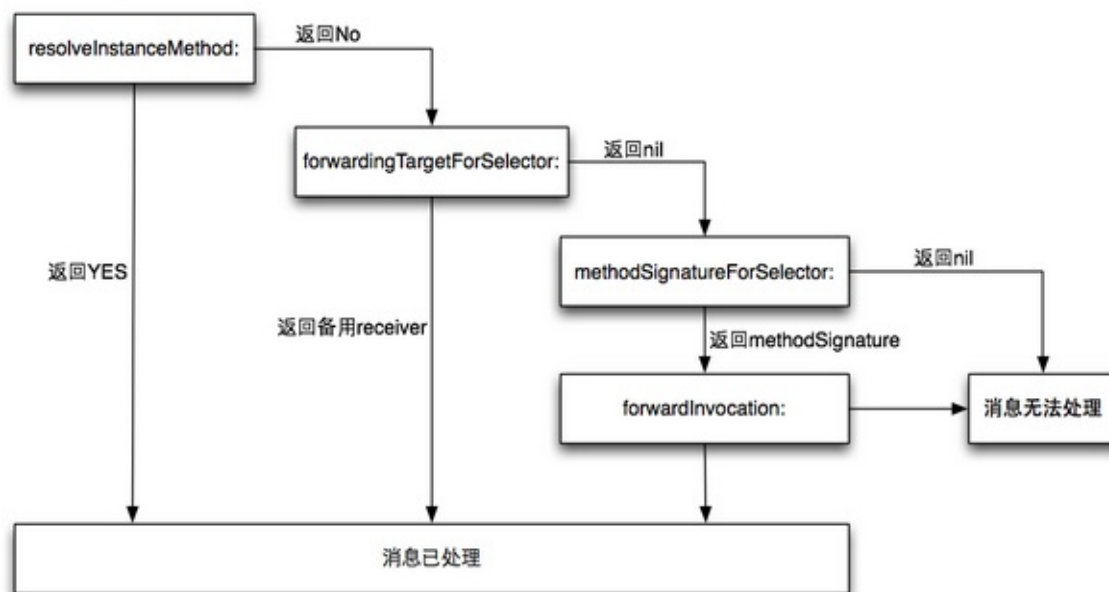 resolveInstanceMethod:
返回No
forwardingTargetForSelector:
返回nil
返回YES
methodSignatureForSelector:
返回nil
返回备用receiver
返回methodSignature
forwardInvocation:
消息无法处理
消息已处理